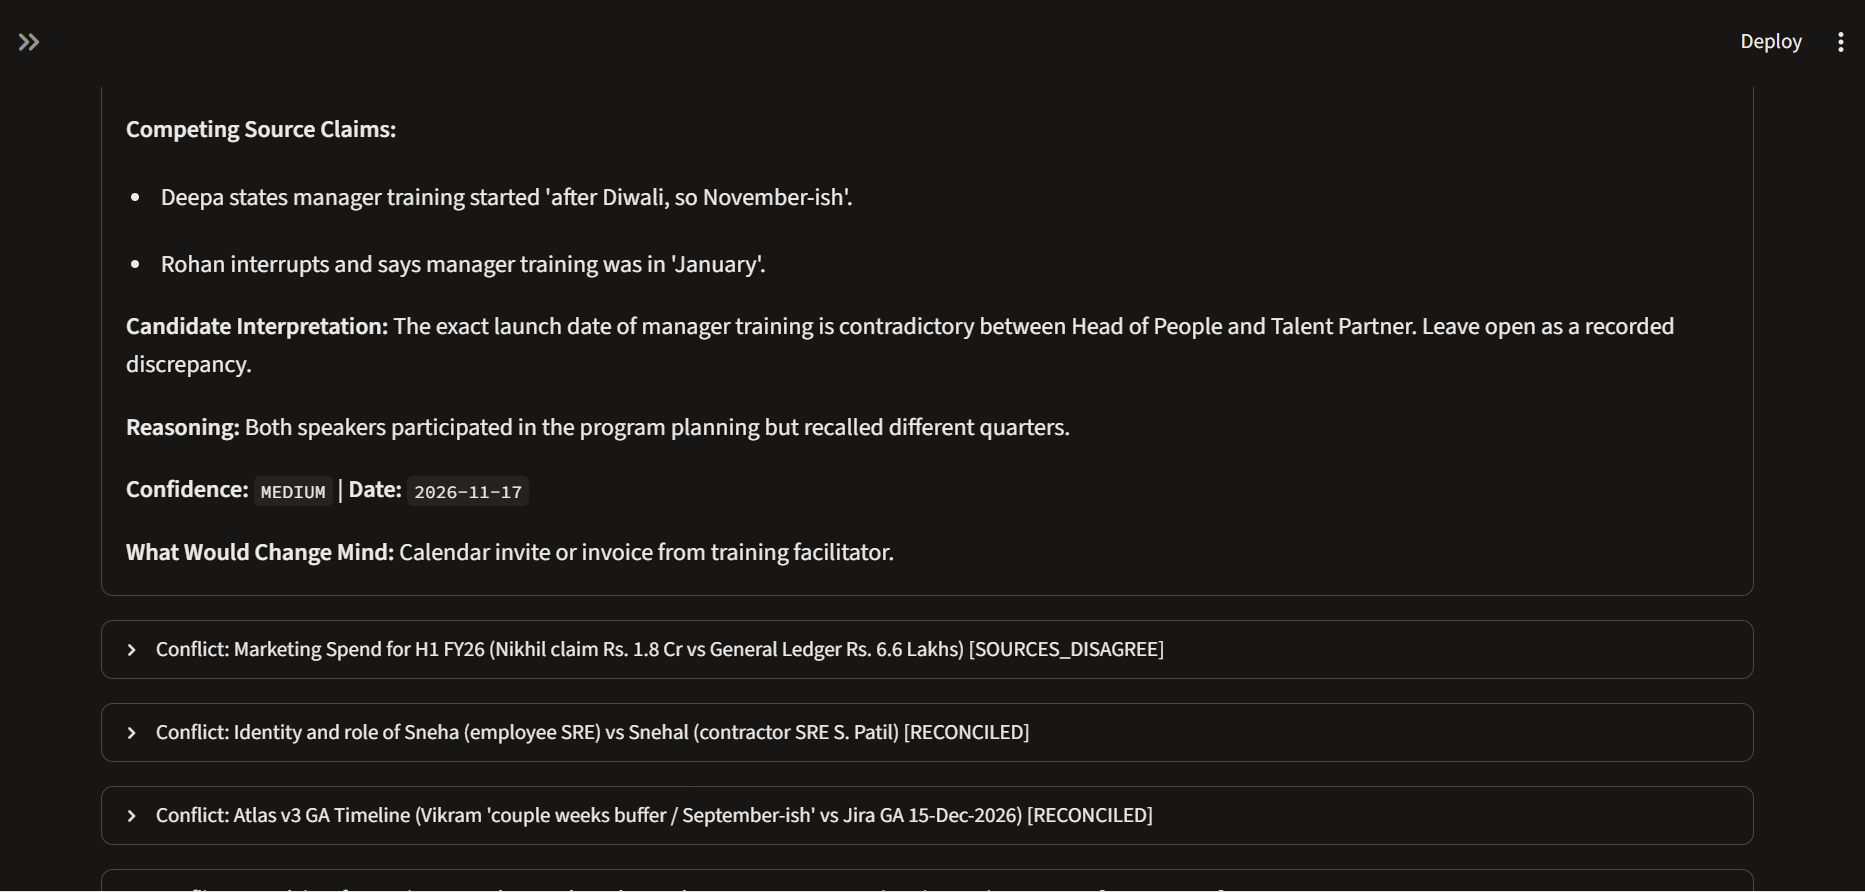 Deploy
Competing Source Claims:
Deepa states manager training started 'after Diwali, so November-ish'.
Rohan interrupts and says manager training was in 'January'.
Candidate Interpretation: The exact launch date of manager training is contradictory between Head of People and Talent Partner. Leave open as a recorded
discrepancy.
Reasoning: Both speakers participated in the program planning but recalled different quarters.
Confidence: MEDIUM | Date: 2026-11-17
What Would Change Mind: Calendar invite or invoice from training facilitator.
Conflict: Marketing Spend for H1 FY26 (Nikhil claim Rs. 1.8 Cr vs General Ledger Rs. 6.6 Lakhs) [SOURCES_DISAGREE]
Conflict: Identity and role of Sneha (employee SRE) vs Snehal (contractor SRE S. Patil) [RECONCILED]
Conflict: Atlas v3 GA Timeline (Vikram 'couple weeks buffer / September-ish' vs Jira GA 15-Dec-2026) [RECONCILED]